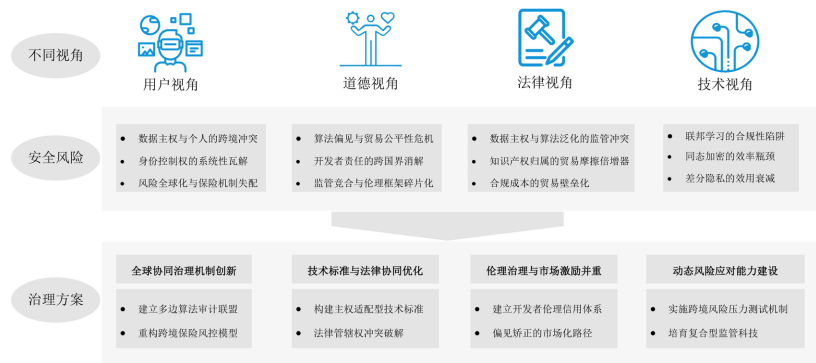 不同视角
用户视角
道德视角
法律视角
技术视角
安全风险
数据主权与个人的跨境冲突
身份控制权的系统性瓦解
风险全球化与保险机制失配
算法偏见与贸易公平性危机
开发者责任的跨国界消解
监管竞合与伦理框架碎片化
数据主权与算法泛化的监管冲突
知识产权归属的贸易摩擦倍增器
合规成本的贸易壁垒化
联邦学习的合规性陷阱
同态加密的效率瓶颈
差分隐私的效用衰减
治理方案
全球协同治理机制创新
建立多边算法审计联盟
重构跨境保险风控模型
技术标准与法律协同优化
构建主权适配型技术标准
法律管辖权冲突破解
伦理治理与市场激励并重
建立开发者伦理信用体系
偏见矫正的市场化路径
动态风险应对能力建设
实施跨境风险压力测试机制
培育复合型监管科技